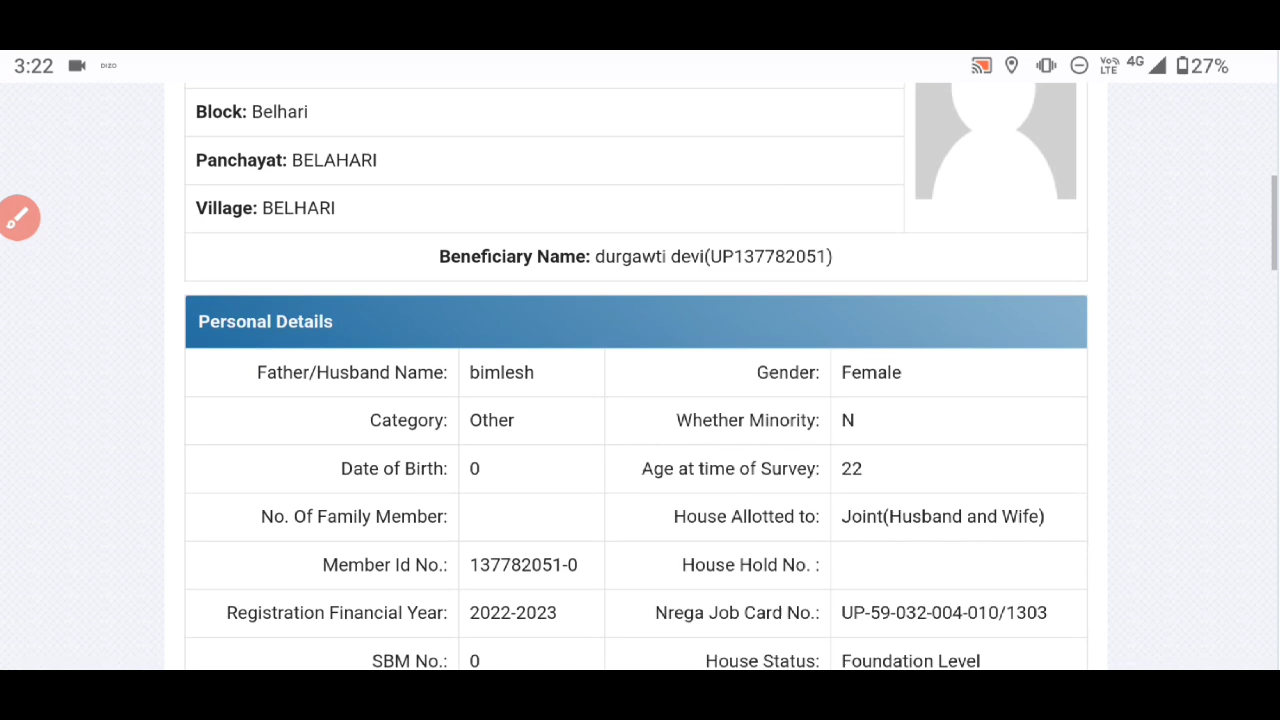 3:22 DIZO VoLTE 4G 27%
Block: Belhari
Panchayat: BELAHARI
Village: BELHARI
Beneficiary Name: durgawti devi(UP137782051)
Personal Details
Father/Husband Name: bimlesh Gender: Female
Category: Other Whether Minority: N
Date of Birth: 0 Age at time of Survey: 22
No. Of Family Member: House Allotted to: Joint(Husband and Wife)
Member Id No.: 137782051-0 House Hold No. :
Registration Financial Year: 2022-2023 Nrega Job Card No.: UP-59-032-004-010/1303
SBM No.: 0 House Status: Foundation Level